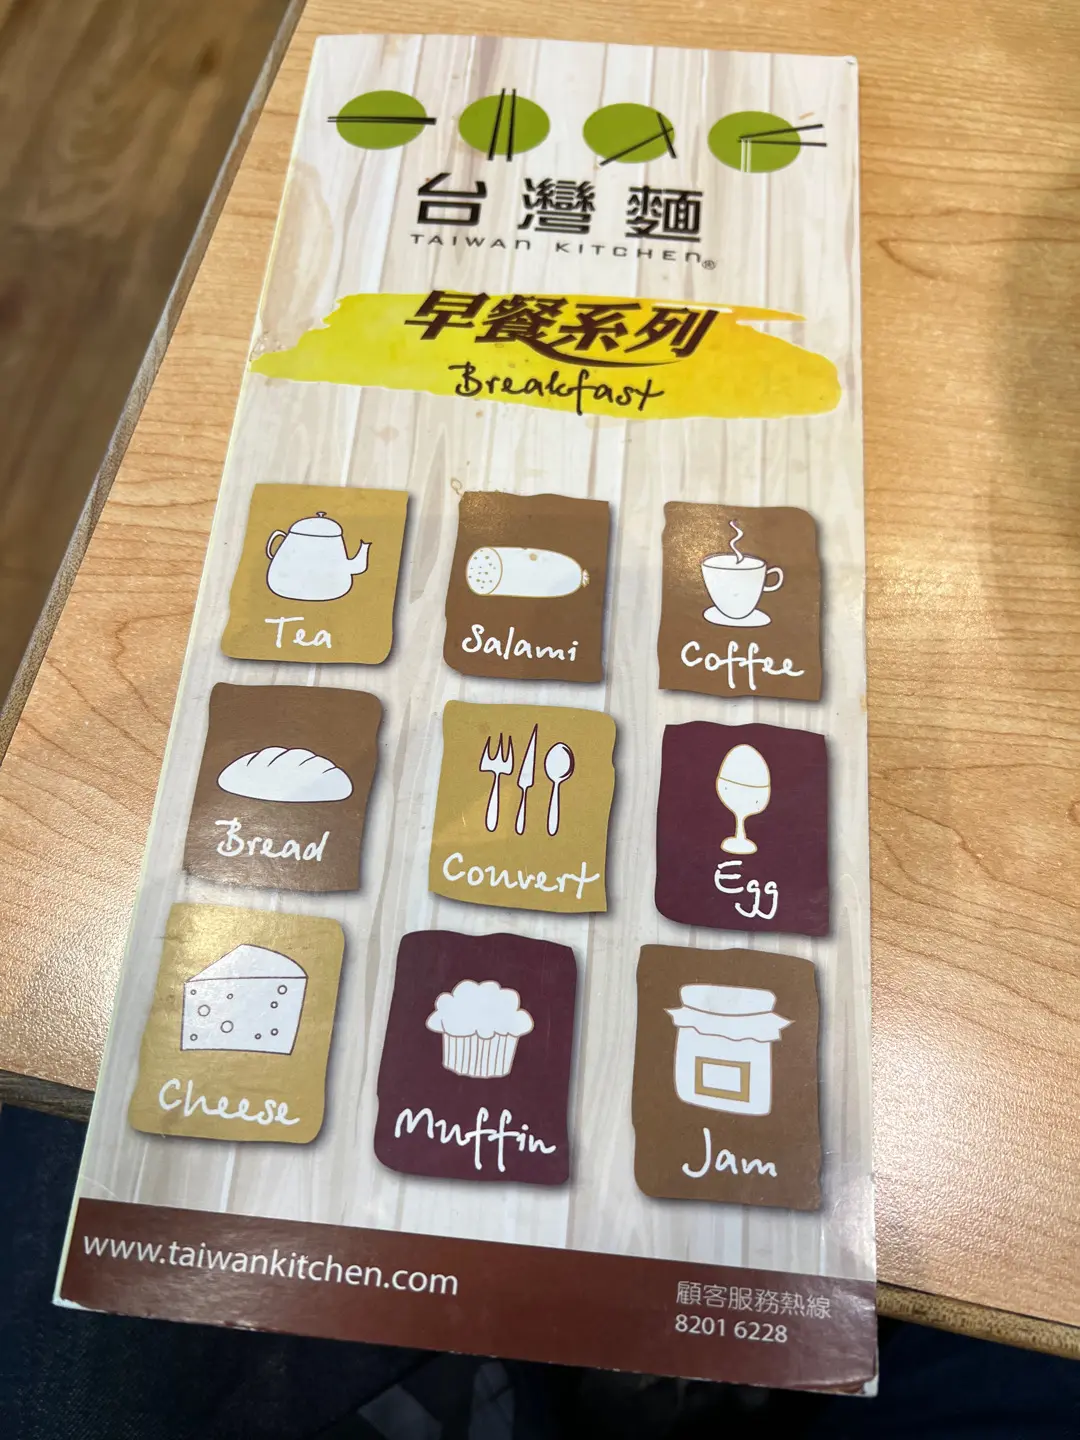 台灣麵
TAIWAN KITCHEN®
早餐系列
Breakfast
Tea
Salami
Coffee
Bread
Couvert
Egg
Cheese
Muffin
Jam
www.taiwankitchen.com
顧客服務熱線
8201 6228